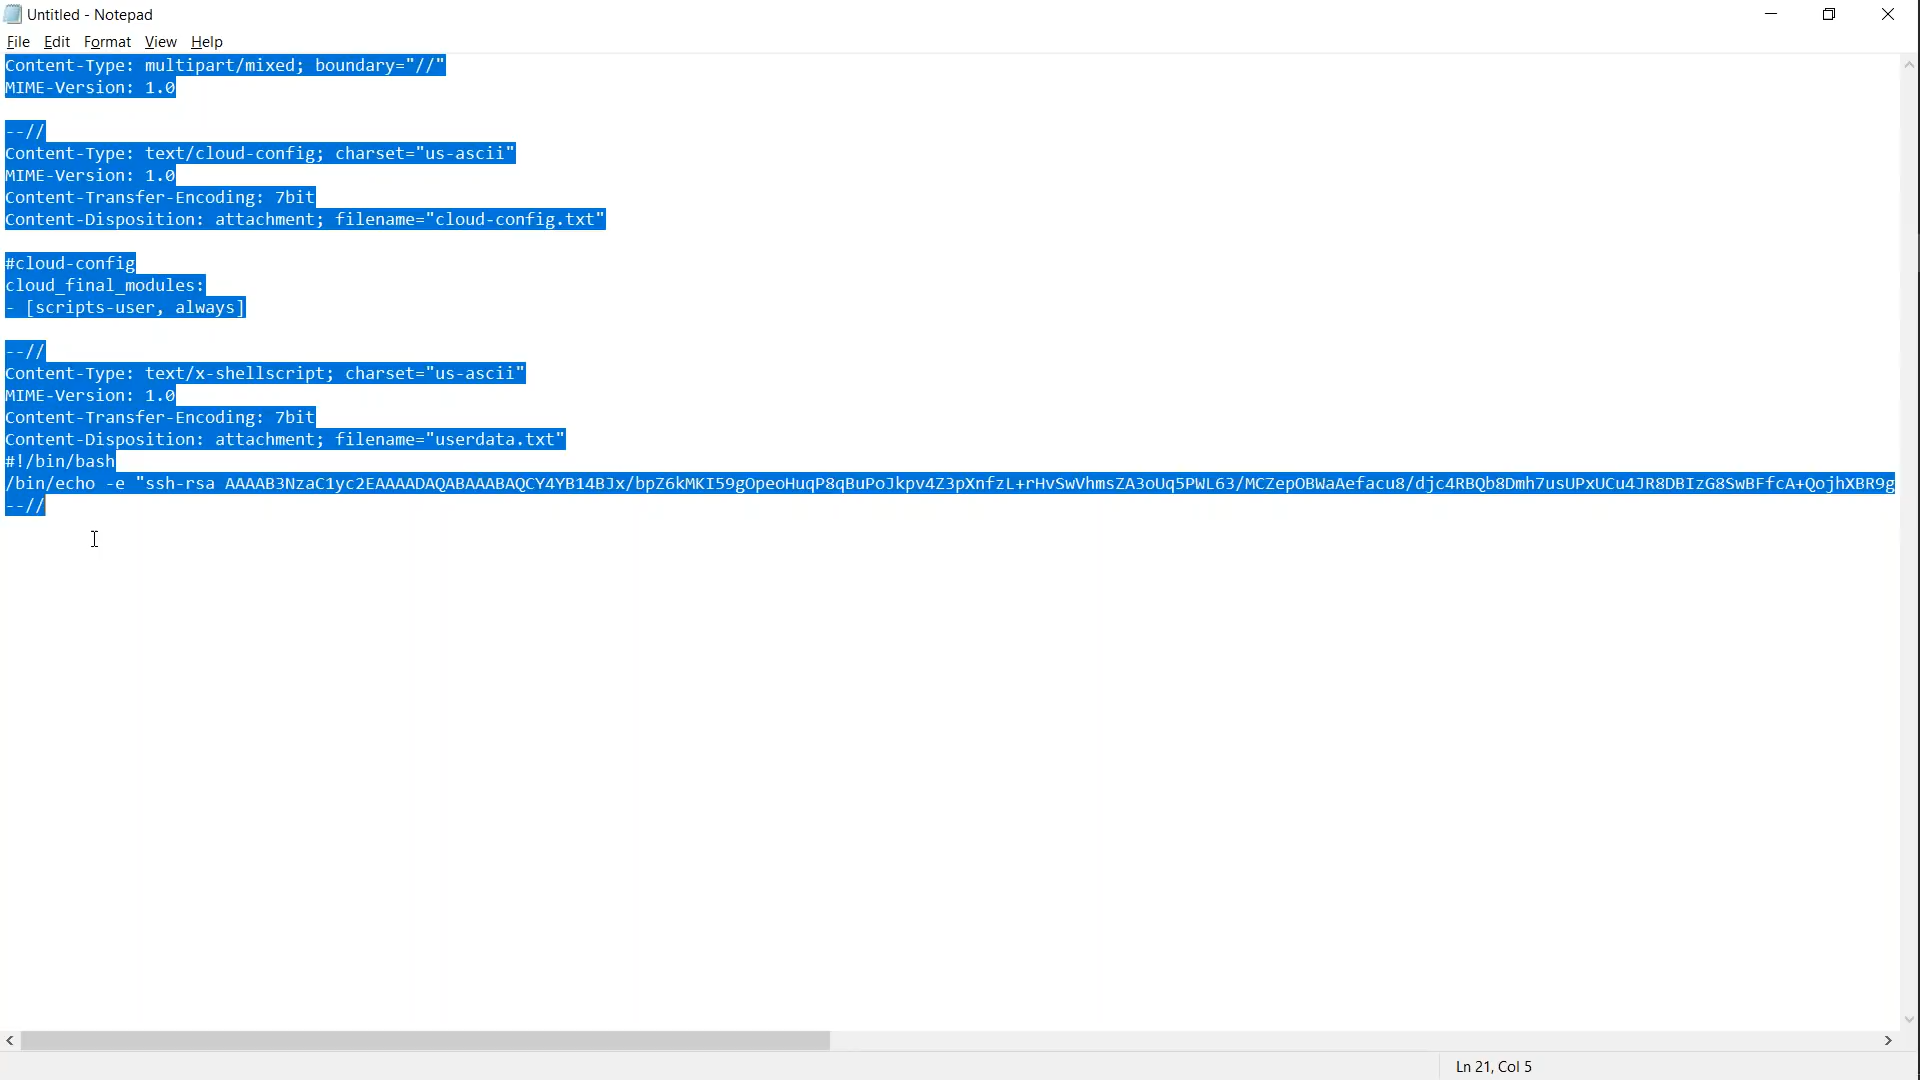 Untitled - Notepad
File Edit Format View Help
Content-Type: multipart/mixed; boundary="//"
MIME-Version: 1.0
--//
Content-Type: text/cloud-config; charset="us-ascii"
MIME-Version: 1.0
Content-Transfer-Encoding: 7bit
Content-Disposition: attachment; filename="cloud-config.txt"
#cloud-config
cloud_final_modules:
- [scripts-user, always]
--//
Content-Type: text/x-shellscript; charset="us-ascii"
MIME-Version: 1.0
Content-Transfer-Encoding: 7bit
Content-Disposition: attachment; filename="userdata.txt"
#!/bin/bash
/bin/echo -e "ssh-rsa AAAAB3NzaC1yc2EAAAADAQABAAABAQCY4YB14BJx/bpZ6kMKI59gOpeoHuqP8qBuPoJkpv4Z3pXnfzL+rHvSwVhmsZA3oUq5PWL63/MCZepOBWaAefacu8/djc4RBQb8Dmh7usUPxUCu4JR8DBIzG8SwBFfcA+QojhXBR9g
--//
Ln 21, Col 5